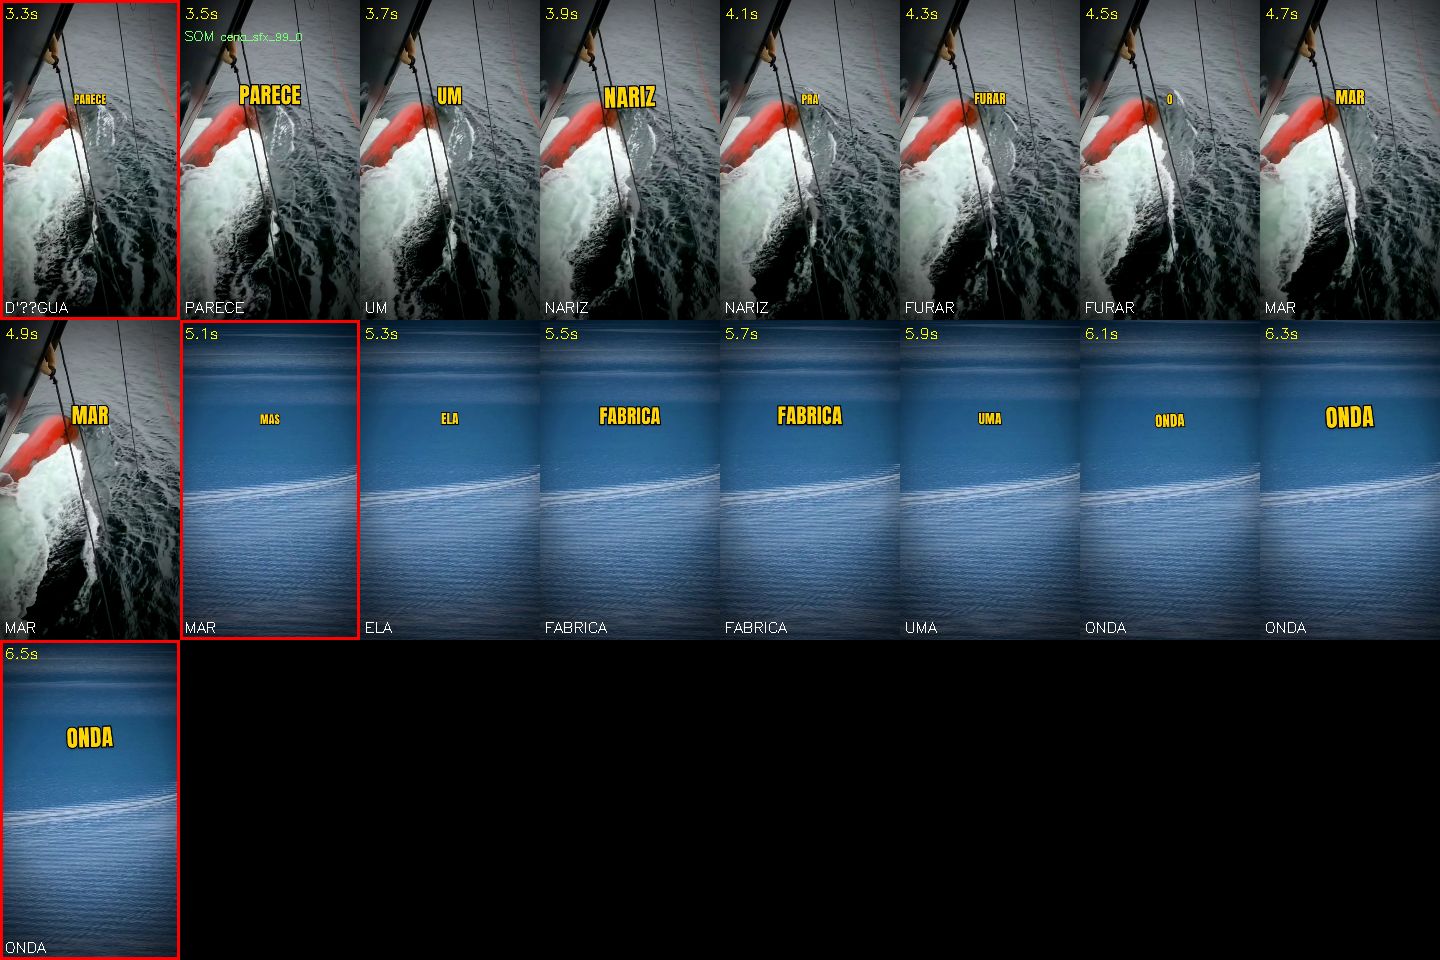 3.3s
PARECE
D'??GUA
3.5s
SOM cena_sfx_99_0
PARECE
PARECE
3.7s
UM
UM
3.9s
NARIZ
NARIZ
4.1s
PRA
NARIZ
4.3s
FURAR
FURAR
4.5s
O
FURAR
4.7s
MAR
MAR
4.9s
MAR
MAR
5.1s
MAS
MAR
5.3s
ELA
ELA
5.5s
FABRICA
FABRICA
5.7s
FABRICA
FABRICA
5.9s
UMA
UMA
6.1s
ONDA
ONDA
6.3s
ONDA
ONDA
6.5s
ONDA
ONDA